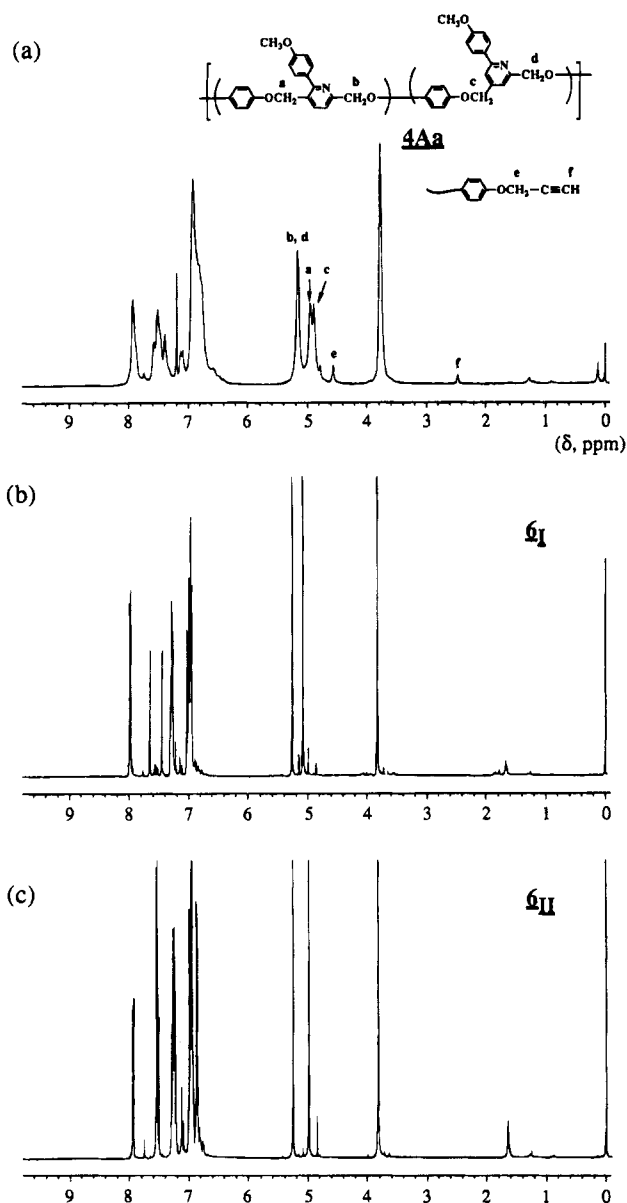 (a)
CH₃O
CH₃O
a
b
c
d
N
N
OCH₂
CH₂O
OCH₂
CH₂O
4Aa
e
f
OCH₂—C≡CH
b, d
a
c
e
f
9 8 7 6 5 4 3 2 1 0
(δ, ppm)
(b)
6I
9 8 7 6 5 4 3 2 1 0
(c)
6II
9 8 7 6 5 4 3 2 1 0